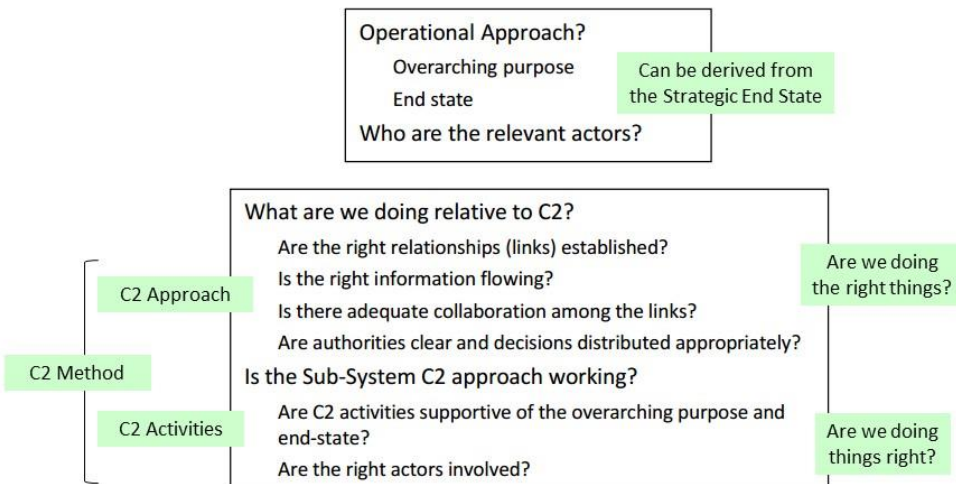 Operational Approach?
Overarching purpose
End state
Who are the relevant actors?
Can be derived from
the Strategic End State
What are we doing relative to C2?
Are the right relationships (links) established?
Is the right information flowing?
Is there adequate collaboration among the links?
Are authorities clear and decisions distributed appropriately?
Is the Sub-System C2 approach working?
Are C2 activities supportive of the overarching purpose and
end-state?
Are the right actors involved?
C2 Approach
C2 Method
C2 Activities
Are we doing
the right things?
Are we doing
things right?